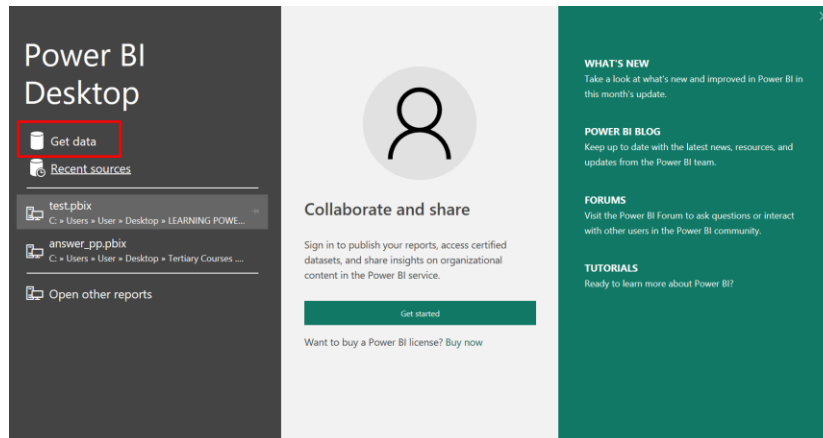 Power BI
Desktop
Get data
Recent sources
test.pbix
C: » Users » User » Desktop » LEARNING POWE...
answer_pp.pbix
C: » Users » User » Desktop » Tertiary Courses ....
Open other reports
Collaborate and share
Sign in to publish your reports, access certified
datasets, and share insights on organizational
content in the Power BI service.
Get started
Want to buy a Power BI license? Buy now
WHAT'S NEW
Take a look at what's new and improved in Power BI in
this month's update.
POWER BI BLOG
Keep up to date with the latest news, resources, and
updates from the Power BI team.
FORUMS
Visit the Power BI Forum to ask questions or interact
with other users in the Power BI community.
TUTORIALS
Ready to learn more about Power BI?